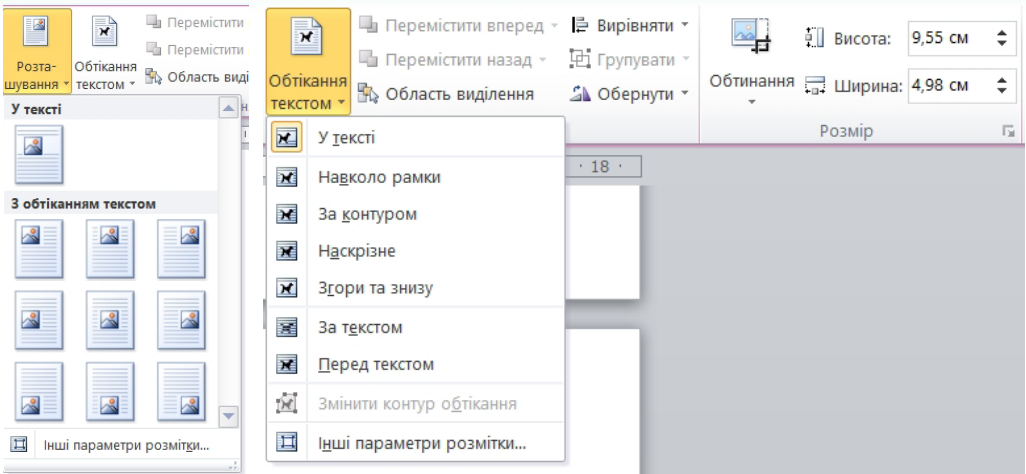 Розта-
шування
Обтікання
текстом
Перемістити
Перемістити
Область виді
У тексті
З обтіканням текстом
Інші параметри розмітки...
Обтікання
текстом
Перемістити вперед
Перемістити назад
Область виділення
Вирівняти
Групувати
Обернути
Обтинання
Висота: 9,55 см
Ширина: 4,98 см
Розмір
· 18 ·
У тексті
Навколо рамки
За контуром
Наскрізне
Згори та знизу
За текстом
Перед текстом
Змінити контур обтікання
Інші параметри розмітки...